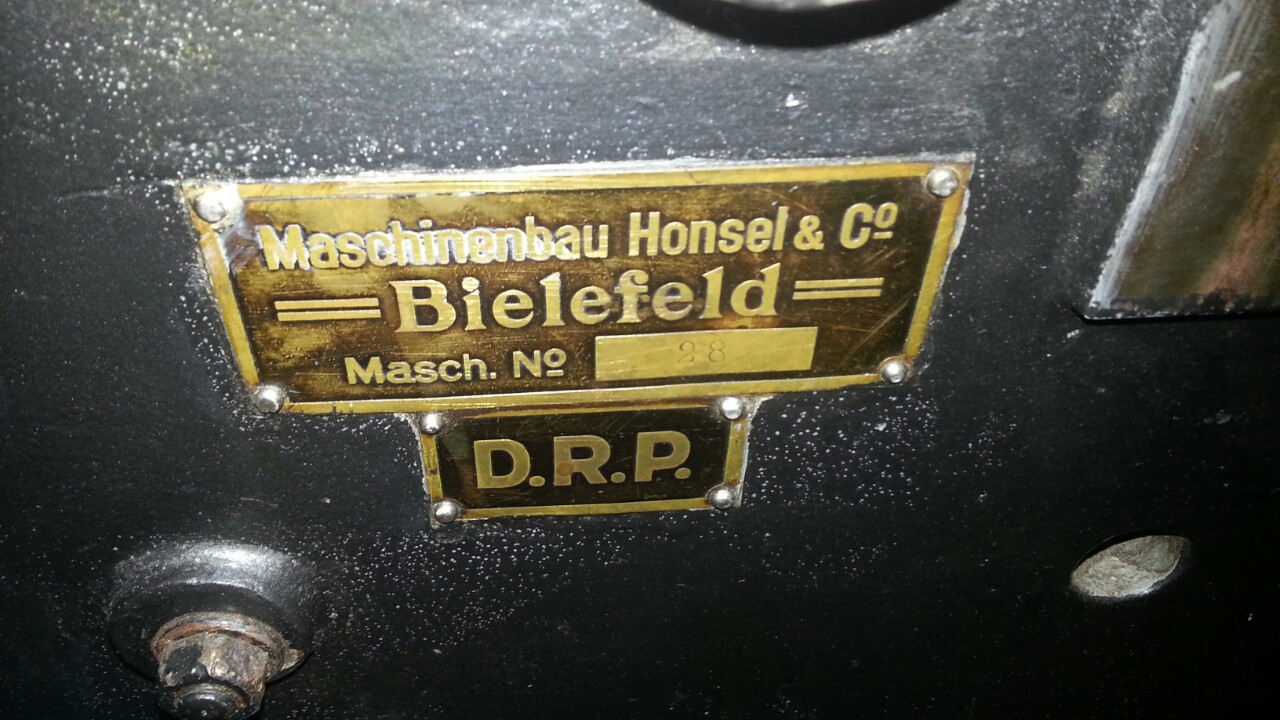 Maschinenbau Honsel & Cº
Bielefeld
Masch. Nº 28
D.R.P.